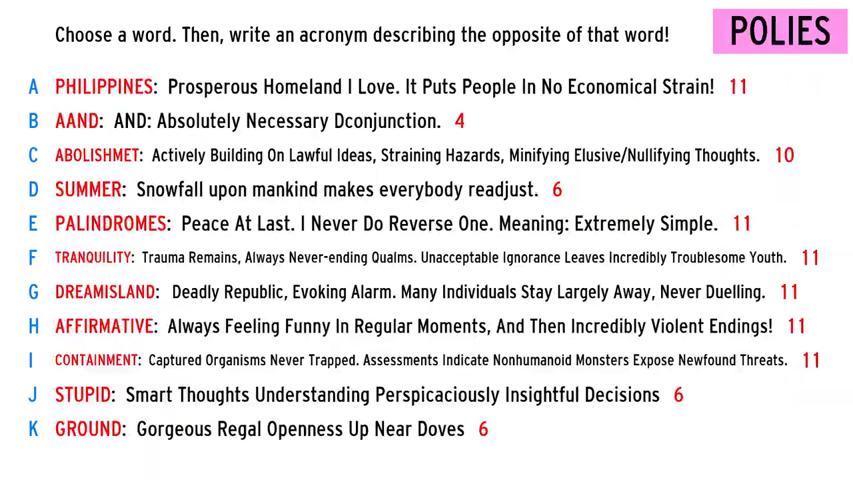 Choose a word. Then, write an acronym describing the opposite of that word!
POLIES
A PHILIPPINES: Prosperous Homeland I Love. It Puts People In No Economical Strain! 11
B AAND: AND: Absolutely Necessary Dconjunction. 4
C ABOLISHMET: Actively Building On Lawful Ideas, Straining Hazards, Minifying Elusive/Nullifying Thoughts. 10
D SUMMER: Snowfall upon mankind makes everybody readjust. 6
E PALINDROMES: Peace At Last. I Never Do Reverse One. Meaning: Extremely Simple. 11
F TRANQUILITY: Trauma Remains, Always Never-ending Qualms. Unacceptable Ignorance Leaves Incredibly Troublesome Youth. 11
G DREAMISLAND: Deadly Republic, Evoking Alarm. Many Individuals Stay Largely Away, Never Duelling. 11
H AFFIRMATIVE: Always Feeling Funny In Regular Moments, And Then Incredibly Violent Endings! 11
I CONTAINMENT: Captured Organisms Never Trapped. Assessments Indicate Nonhumanoid Monsters Expose Newfound Threats. 11
J STUPID: Smart Thoughts Understanding Perspicaciously Insightful Decisions 6
K GROUND: Gorgeous Regal Openness Up Near Doves 6